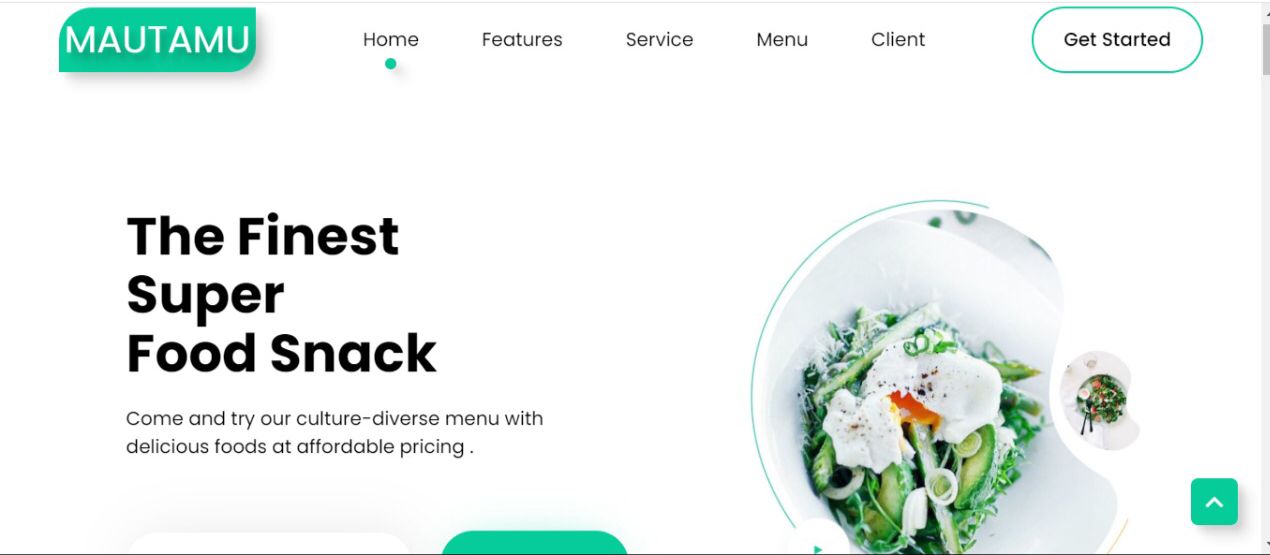 MAUTAMU
Home Features Service Menu Client Get Started
The Finest
Super
Food Snack
Come and try our culture-diverse menu with
delicious foods at affordable pricing .